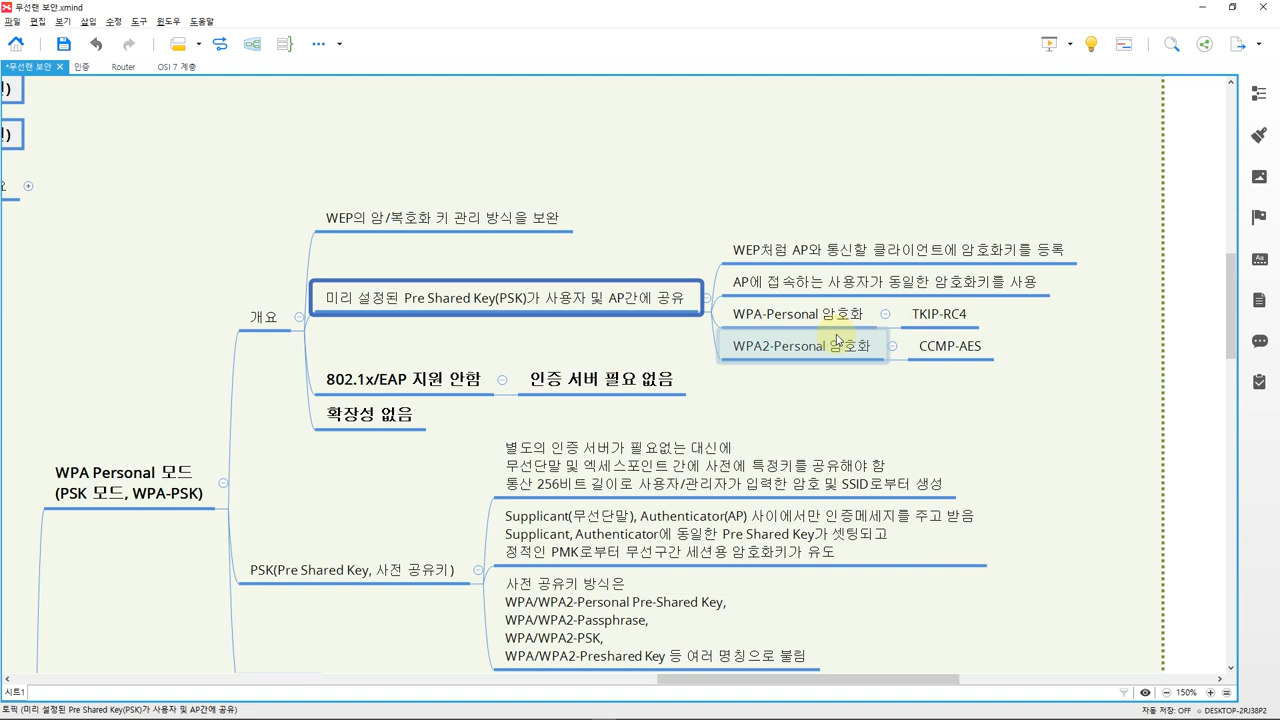 무선랜 보안.xmind
파일 편집 보기 삽입 수정 도구 윈도우 도움말
*무선랜 보안 인증 Router OSI 7 계층
WEP의 암/복호화 키 관리 방식을 보완
WEP처럼 AP와 통신할 클라이언트에 암호화키를 등록
AP에 접속하는 사용자가 동일한 암호화키를 사용
미리 설정된 Pre Shared Key(PSK)가 사용자 및 AP간에 공유
WPA-Personal 암호화 TKIP-RC4
개요
WPA2-Personal 암호화 CCMP-AES
802.1x/EAP 지원 안함 인증 서버 필요 없음
확장성 없음
WPA Personal 모드
(PSK 모드, WPA-PSK)
별도의 인증 서버가 필요없는 대신에
무선단말 및 엑세스포인트 간에 사전에 특정키를 공유해야 함
통산 256비트 길이로 사용자/관리자가 입력한 암호 및 SSID로부터 생성
Supplicant(무선단말), Authenticator(AP) 사이에서만 인증메세지를 주고 받음
Supplicant, Authenticator에 동일한 Pre Shared Key가 셋팅되고
정적인 PMK로부터 무선구간 세션용 암호화키가 유도
PSK(Pre Shared Key, 사전 공유키)
사전 공유키 방식은
WPA/WPA2-Personal Pre-Shared Key,
WPA/WPA2-Passphrase,
WPA/WPA2-PSK,
WPA/WPA2-Preshared Key 등 여러 명칭으로 불림
시트1
150%
토픽 (미리 설정된 Pre Shared Key(PSK)가 사용자 및 AP간에 공유)
자동 저장: OFF DESKTOP-2RJ38P2